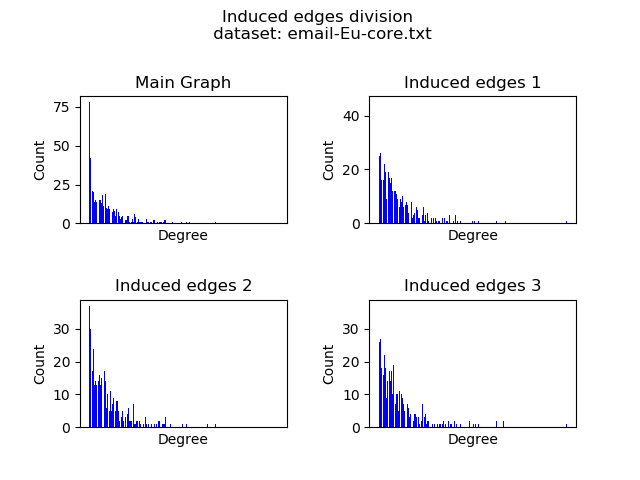 Induced edges division
dataset: email-Eu-core.txt
Main Graph
75
50
25
0
Count
Degree
Induced edges 1
40
20
0
Count
Degree
Induced edges 2
30
20
10
0
Count
Degree
Induced edges 3
30
20
10
0
Count
Degree